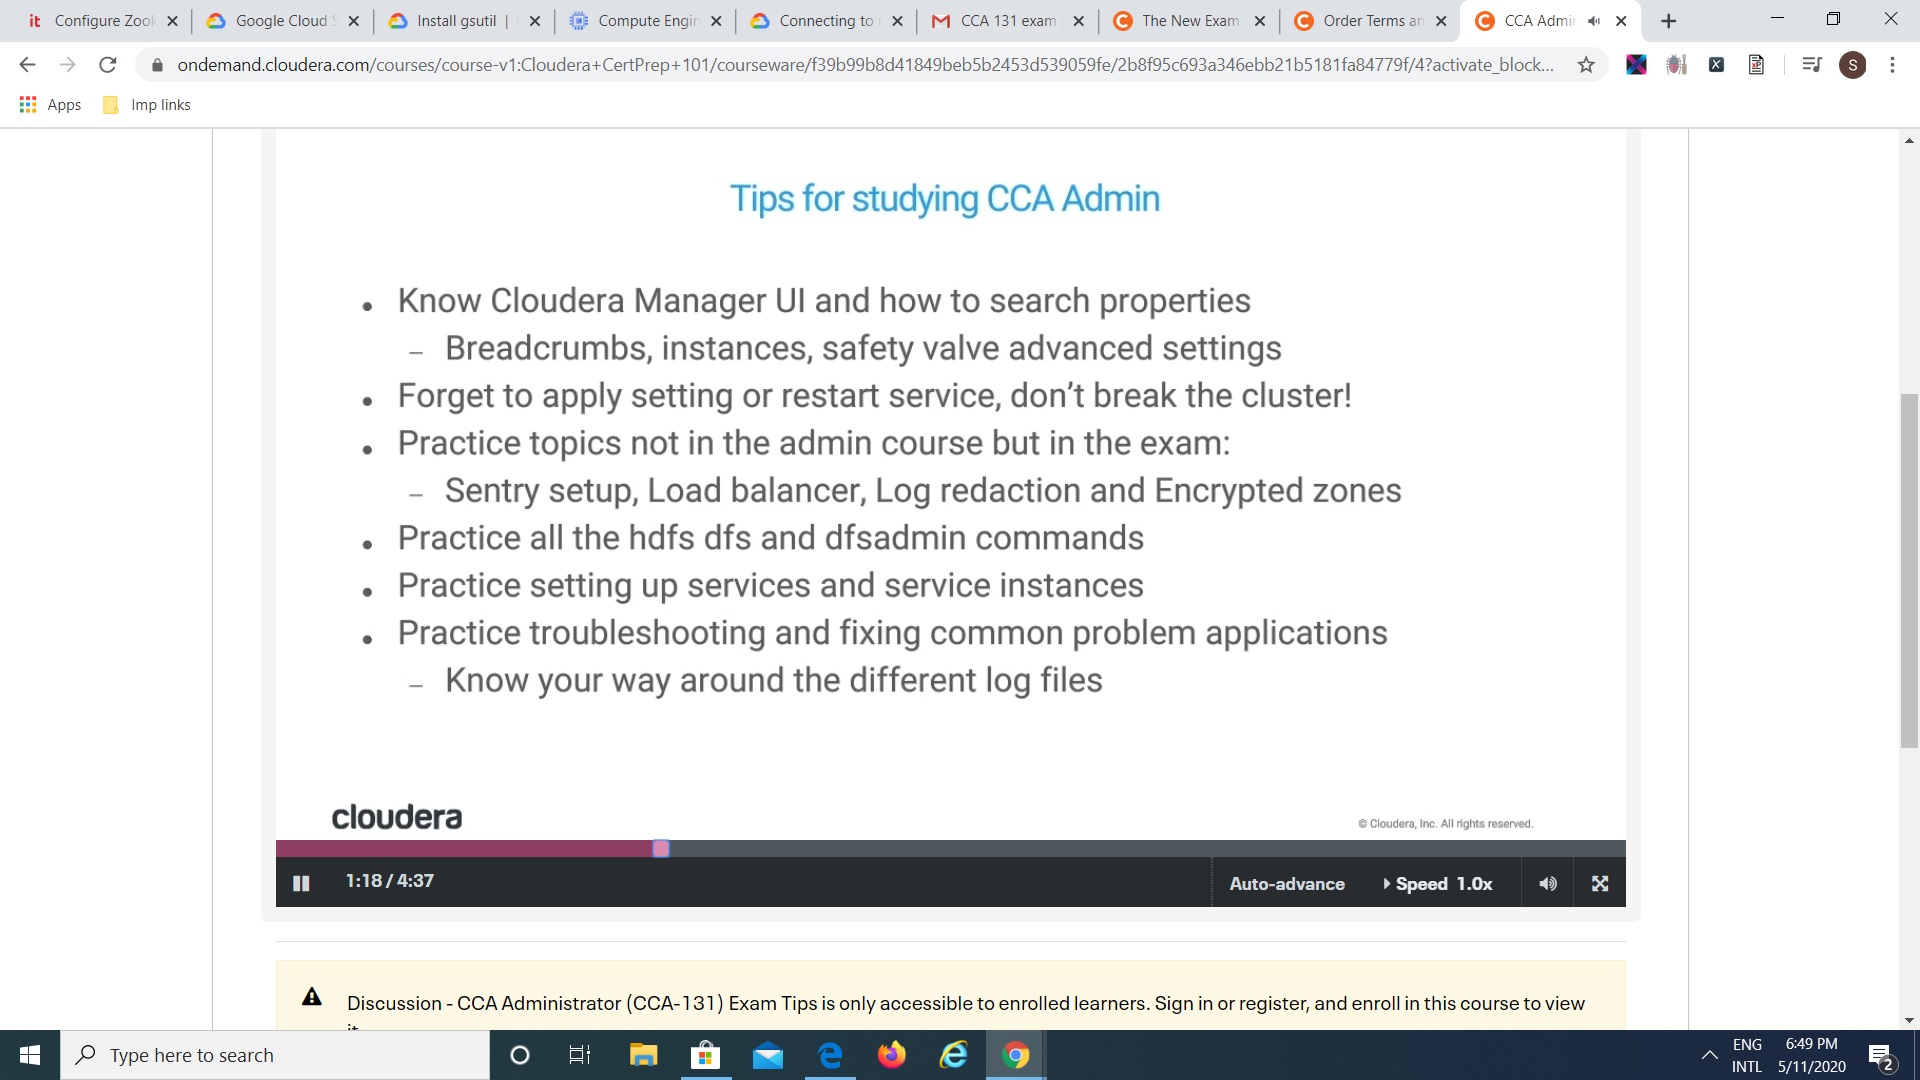 Configure Zook
Google Cloud S
Install gsutil |
Compute Engin
Connecting to i
CCA 131 exam
The New Exam
Order Terms an
CCA Admin
ondemand.cloudera.com/courses/course-v1:Cloudera+CertPrep+101/courseware/f39b99b8d41849beb5b2453d539059fe/2b8f95c693a346ebb21b5181fa84779f/4?activate_block...
S
Apps
Imp links
Tips for studying CCA Admin
• Know Cloudera Manager UI and how to search properties
– Breadcrumbs, instances, safety valve advanced settings
• Forget to apply setting or restart service, don’t break the cluster!
• Practice topics not in the admin course but in the exam:
– Sentry setup, Load balancer, Log redaction and Encrypted zones
• Practice all the hdfs dfs and dfsadmin commands
• Practice setting up services and service instances
• Practice troubleshooting and fixing common problem applications
– Know your way around the different log files
cloudera
© Cloudera, Inc. All rights reserved.
1:18 / 4:37
Auto-advance
Speed 1.0x
Discussion - CCA Administrator (CCA-131) Exam Tips is only accessible to enrolled learners. Sign in or register, and enroll in this course to view
it.
Type here to search
ENG
INTL
6:49 PM
5/11/2020
2